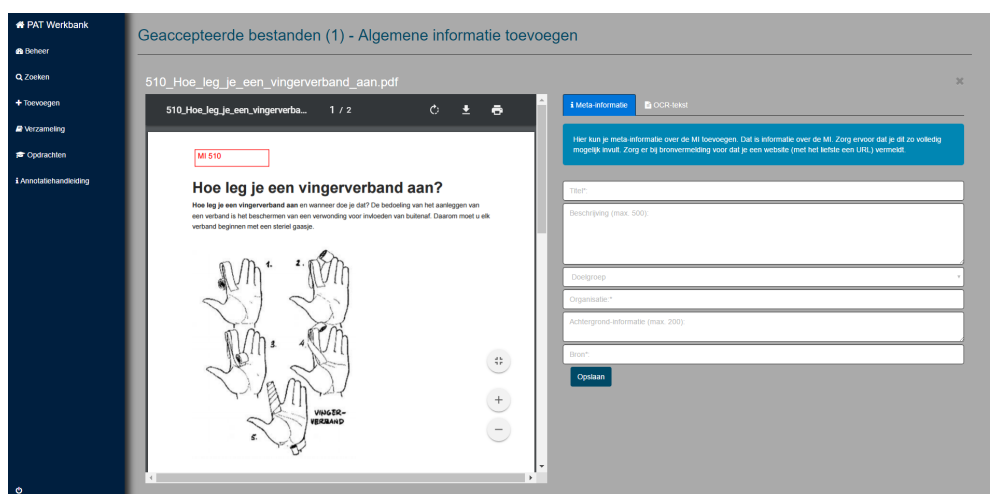 PAT Werkbank
Beheer
Zoeken
Toevoegen
Verzameling
Opdrachten
Annotatiehandleiding
Geaccepteerde bestanden (1) - Algemene informatie toevoegen
510_Hoe_leg_je_een_vingerverband_aan.pdf
510_Hoe_leg_je_een_vingerverba... 1 / 2
MI 510
Hoe leg je een vingerverband aan?
Hoe leg je een vingerverband aan en wanneer doe je dat? De bedoeling van het aanleggen van
een verband is het beschermen van een verwonding voor invloeden van buitenaf. Daarom moet u elk
verband beginnen met een steriel gaasje.
1.
2.
3.
4.
5.
VINGER-
VERBAND
Meta-informatie
OCR-tekst
Hier kun je meta-informatie over de MI toevoegen. Dat is informatie over de MI. Zorg ervoor dat je dit zo volledig
mogelijk invult. Zorg er bij bronvermelding voor dat je een website (met het liefste een URL) vermeldt.
Titel*:
Beschrijving (max. 500):
Doelgroep
Organisatie:*
Achtergrond-informatie (max. 200):
Bron*:
Opslaan